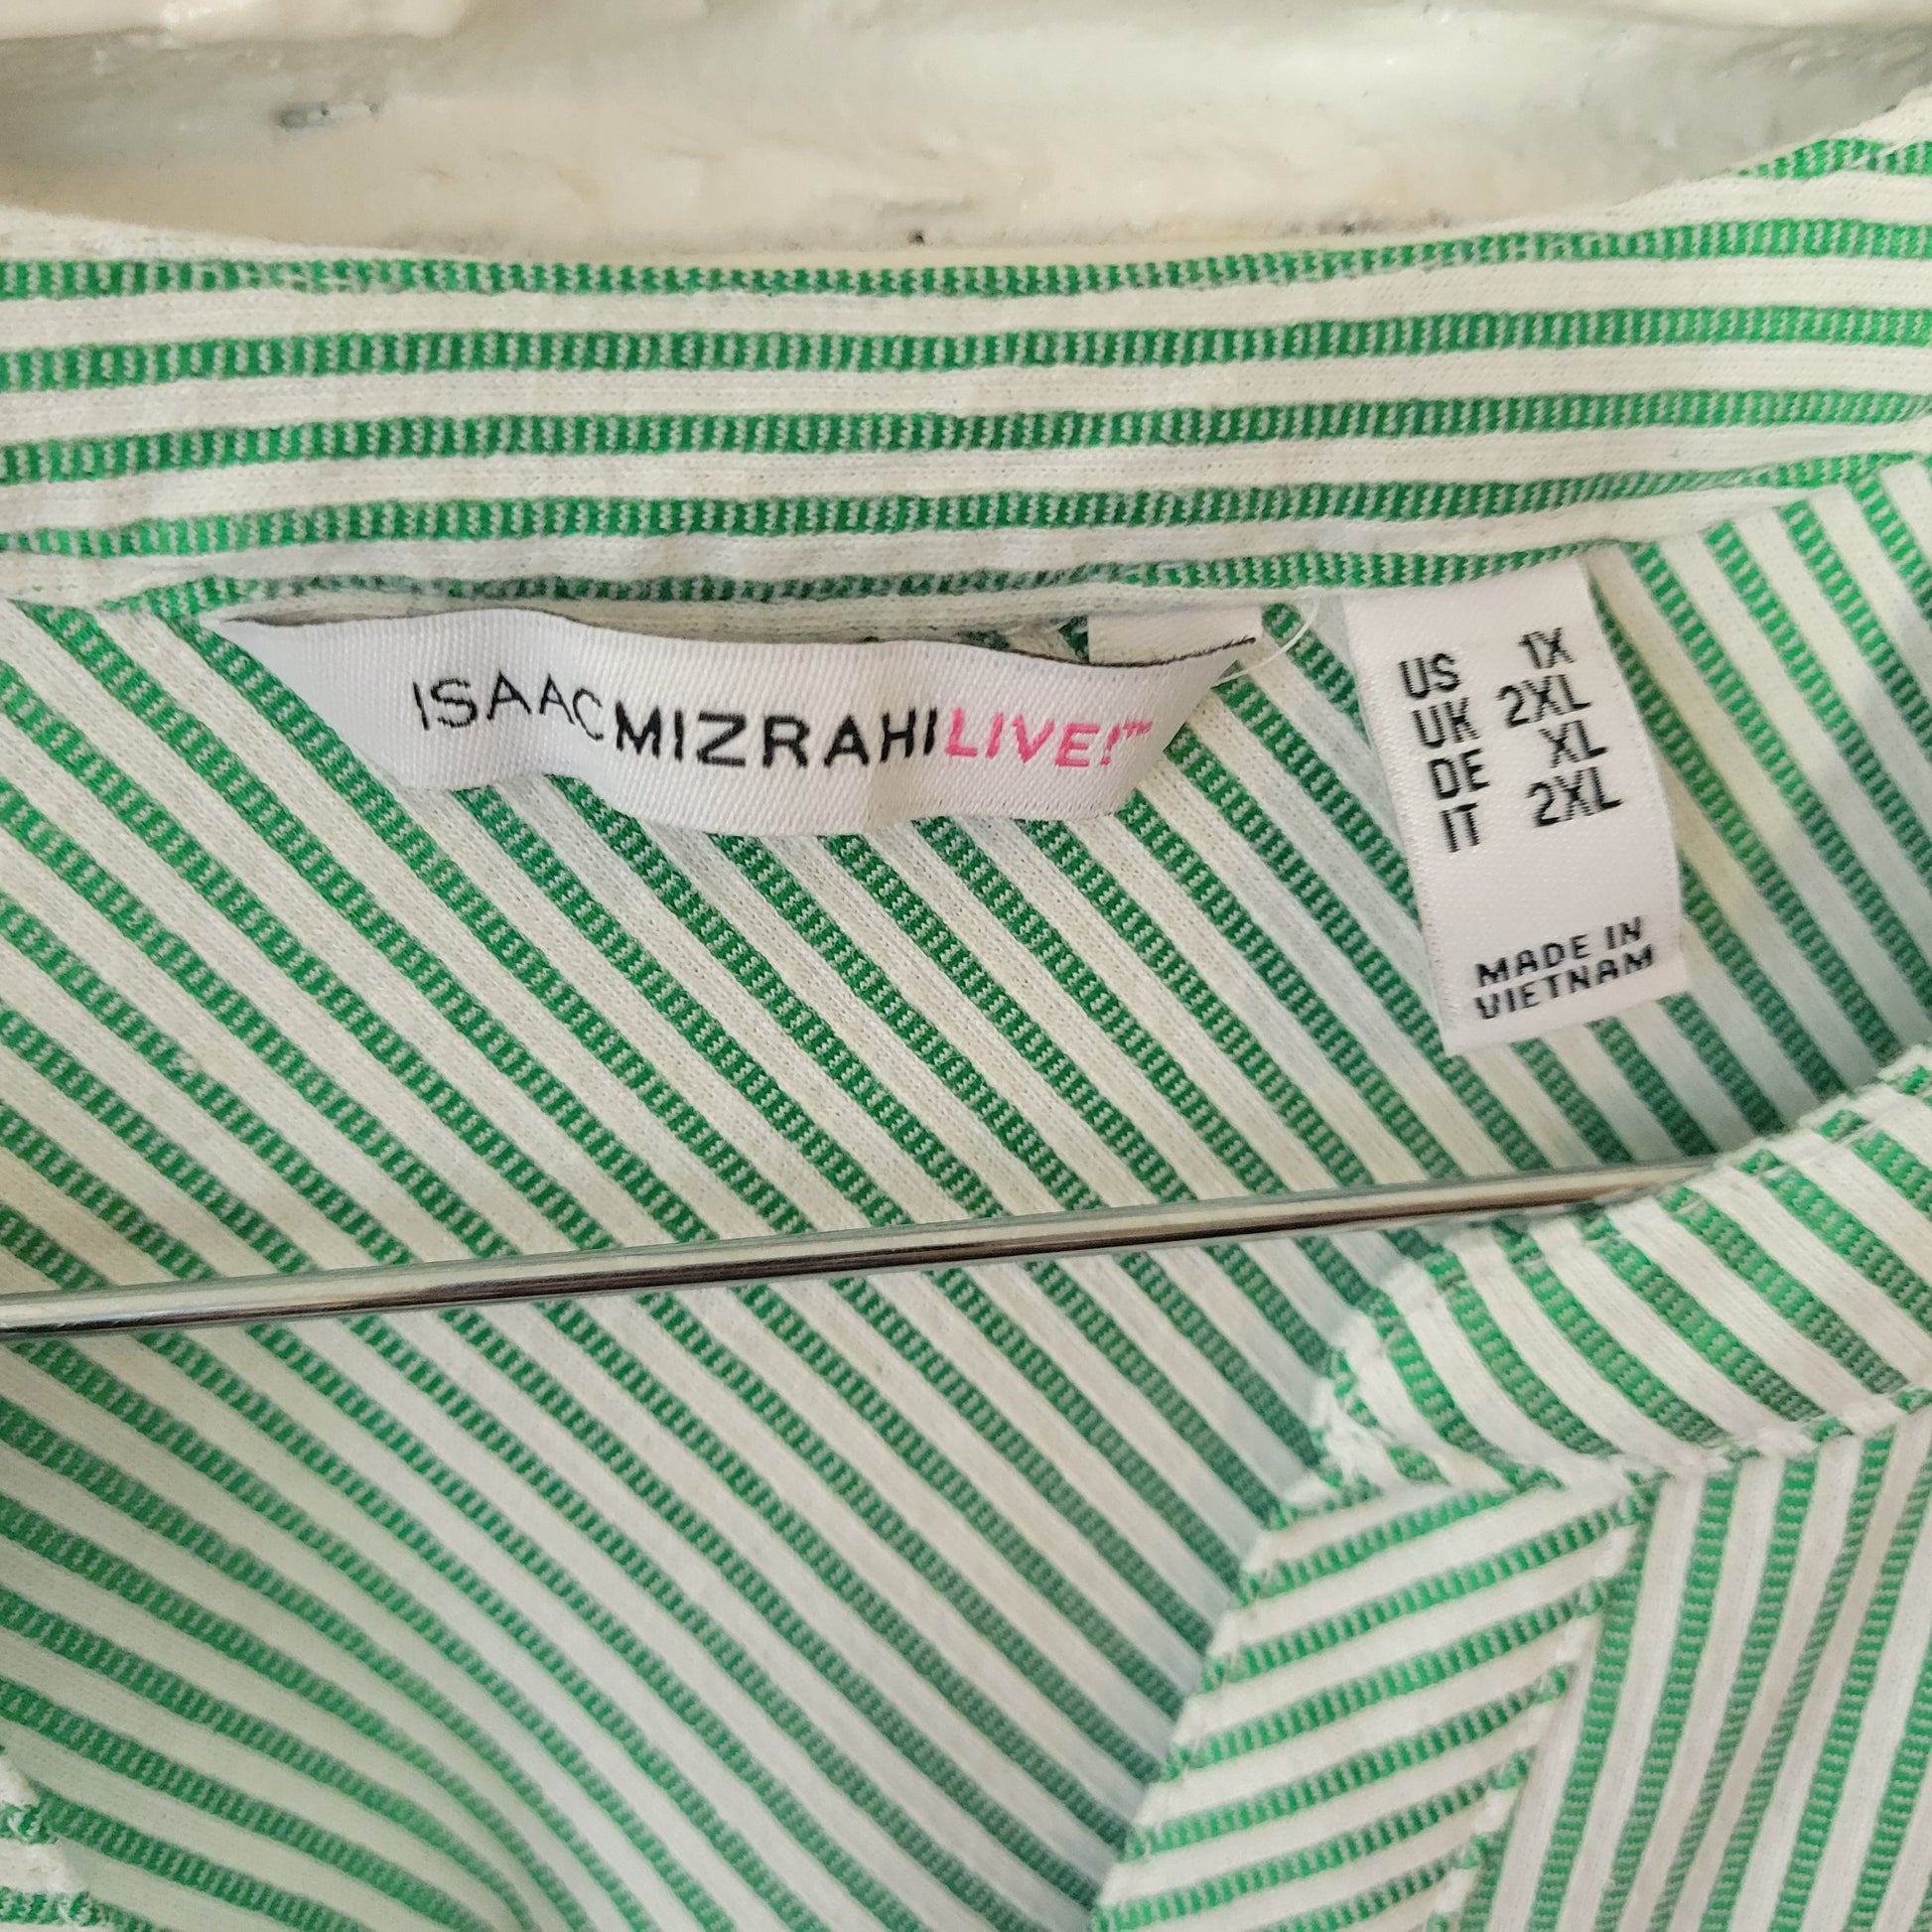 ISAACMIZRAHILIVE!™
US 1X
UK 2XL
DE XL
IT 2XL
MADE IN
VIETNAM